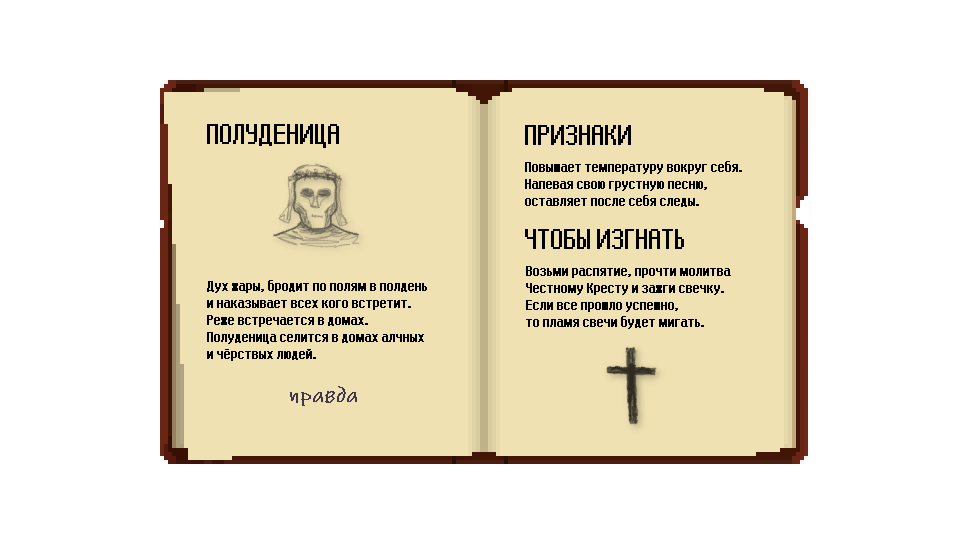 ПОЛУДЕНИЦА
Дух жары, бродит по полям в полдень
и наказывает всех кого встретит.
Реже встречается в домах.
Полуденица селится в домах алчных
и чёрствых людей.
правда
ПРИЗНАКИ
Повышает температуру вокруг себя.
Напевая свою грустную песню,
оставляет после себя следы.
ЧТОБЫ ИЗГНАТЬ
Возьми распятие, прочти молитва
Честному Кресту и зажги свечку.
Если все прошло успешно,
то пламя свечи будет мигать.